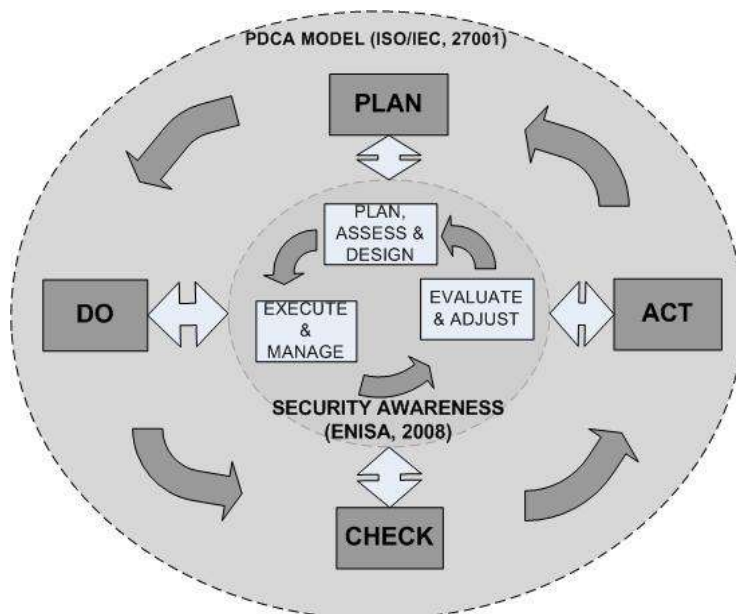 PDCA MODEL (ISO/IEC, 27001)
PLAN
PLAN,
ASSESS &
DESIGN
DO
EXECUTE
&
MANAGE
EVALUATE
& ADJUST
ACT
SECURITY AWARENESS
(ENISA, 2008)
CHECK